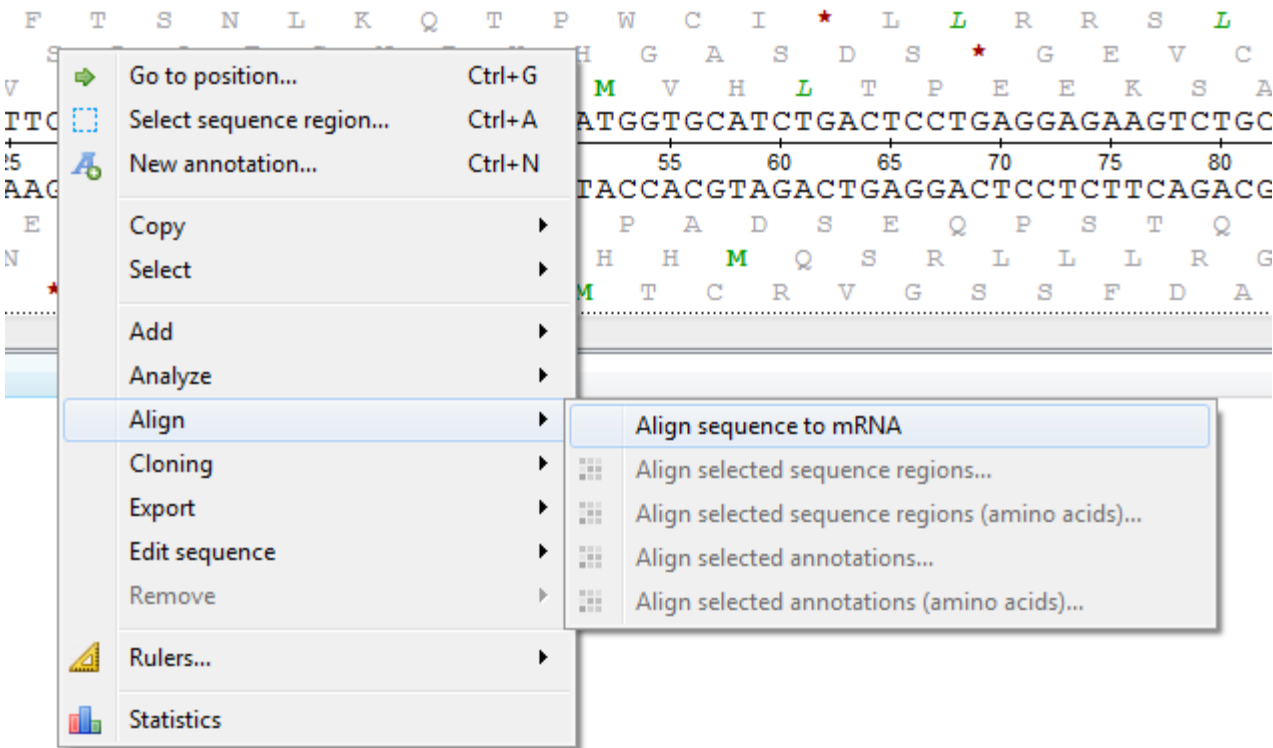 F T S N L K Q T P W C I * L L R R S L
H G A S D S * G E V C
V M V H L T P E E K S A
TTG ATGGTGCATCTGACTCCTGAGGAGAAGTCTGC
25 55 60 65 70 75 80
AAG TACCACGTAGACTGAGGACTCCTCTTCAGACG
E P A D S E Q P S T Q
N H H M Q S R L L L R G
* M T C R V G S S F D A
Go to position... Ctrl+G
Select sequence region... Ctrl+A
New annotation... Ctrl+N
Copy
Select
Add
Analyze
Align
Cloning
Export
Edit sequence
Remove
Rulers...
Statistics
Align sequence to mRNA
Align selected sequence regions...
Align selected sequence regions (amino acids)...
Align selected annotations...
Align selected annotations (amino acids)...